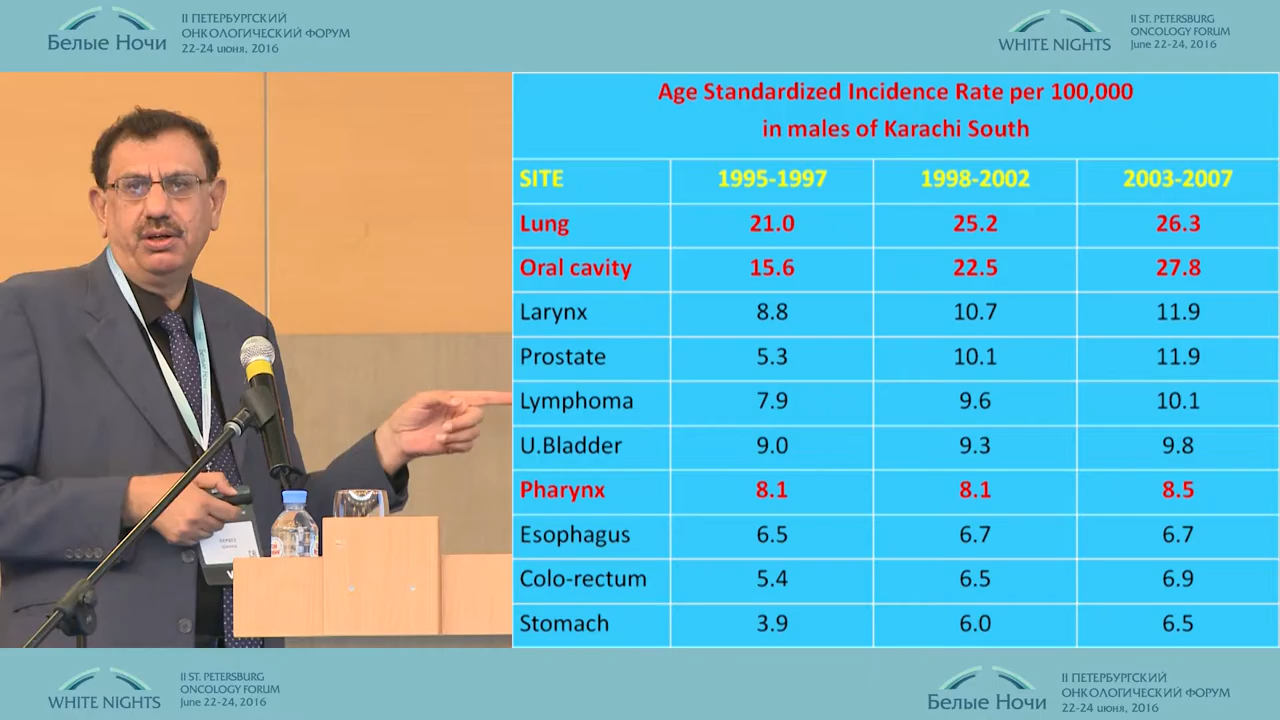 II ПЕТЕРБУРГСКИЙ
ОНКОЛОГИЧЕСКИЙ ФОРУМ
Белые Ночи
22-24 июня, 2016
WHITE NIGHTS
II ST. PETERSBURG
ONCOLOGY FORUM
June 22-24, 2016
Age Standardized Incidence Rate per 100,000
in males of Karachi South
SITE 1995-1997 1998-2002 2003-2007
Lung 21.0 25.2 26.3
Oral cavity 15.6 22.5 27.8
Larynx 8.8 10.7 11.9
Prostate 5.3 10.1 11.9
Lymphoma 7.9 9.6 10.1
U.Bladder 9.0 9.3 9.8
Pharynx 8.1 8.1 8.5
Esophagus 6.5 6.7 6.7
Colo-rectum 5.4 6.5 6.9
Stomach 3.9 6.0 6.5
WHITE NIGHTS
II ST. PETERSBURG
ONCOLOGY FORUM
June 22-24, 2016
Белые Ночи
II ПЕТЕРБУРГСКИЙ
ОНКОЛОГИЧЕСКИЙ ФОРУМ
22-24 июня, 2016